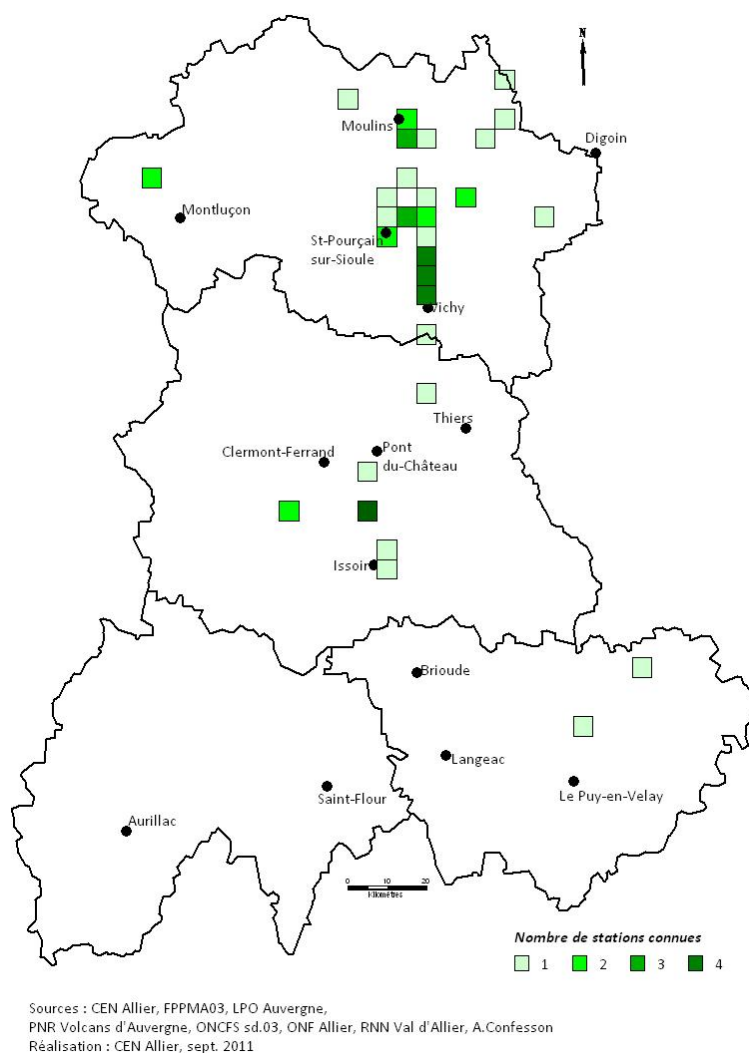 N
Moulins
Digoin
Montluçon
St-Pourçain
sur-Sioule
Vichy
Thiers
Clermont-Ferrand
Pont
du-Château
Issoir
Brioude
Langeac
Saint-Flour
Le Puy-en-Velay
Aurillac
0 10 20
Kilomètres
Nombre de stations connues
1 2 3 4
Sources : CEN Allier, FPPMA03, LPO Auvergne,
PNR Volcans d'Auvergne, ONCFS sd.03, ONF Allier, RNN Val d'Allier, A.Confesson
Réalisation : CEN Allier, sept. 2011